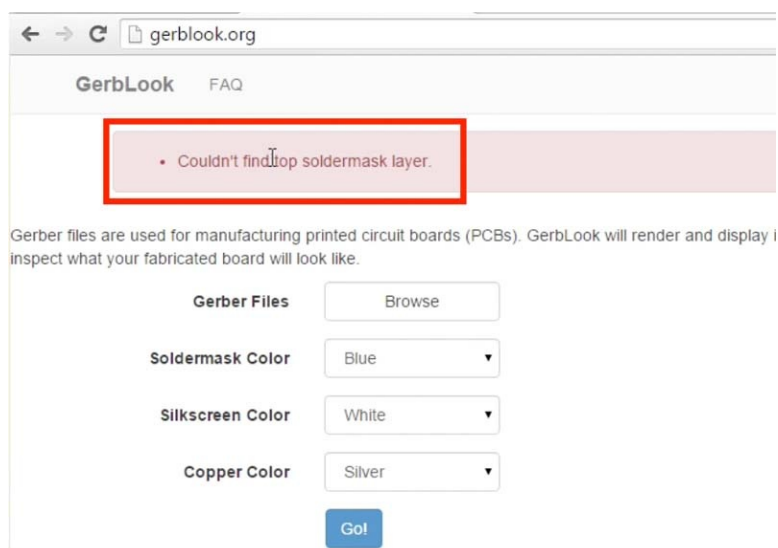 gerblook.org
GerbLook FAQ
Couldn't find top soldermask layer.
Gerber files are used for manufacturing printed circuit boards (PCBs). GerbLook will render and display
inspect what your fabricated board will look like.
Gerber Files Browse
Soldermask Color Blue
Silkscreen Color White
Copper Color Silver
Go!